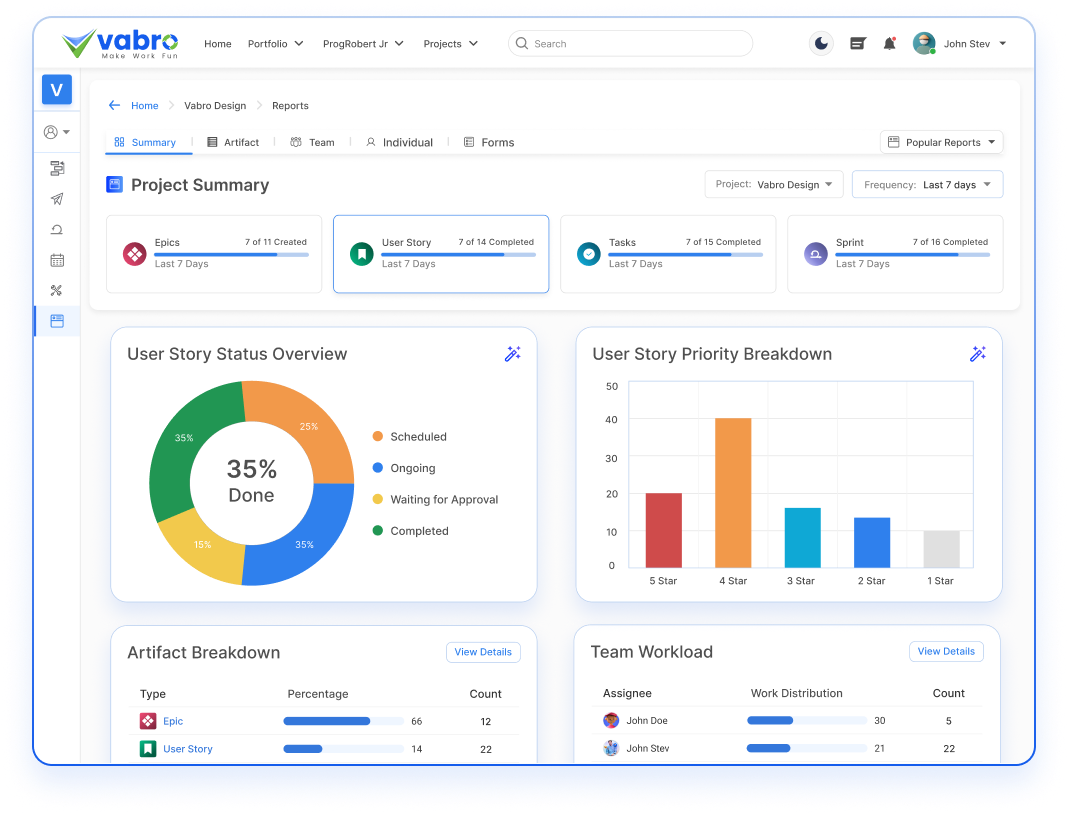 vabro
Make Work Fun
Home Portfolio ProgRobert Jr Projects Search John Stev
V
Home Vabro Design Reports
Summary Artifact Team Individual Forms Popular Reports
Project Summary Project: Vabro Design Frequency: Last 7 days
Epics 7 of 11 Created
Last 7 Days
User Story 7 of 14 Completed
Last 7 Days
Tasks 7 of 15 Completed
Last 7 Days
Sprint 7 of 16 Completed
Last 7 Days
User Story Status Overview
25%
35%
35%
Done
15%
35%
Scheduled
Ongoing
Waiting for Approval
Completed
User Story Priority Breakdown
50
40
30
20
10
0
5 Star 4 Star 3 Star 2 Star 1 Star
Artifact Breakdown View Details
Type Percentage Count
Epic 66 12
User Story 14 22
Team Workload View Details
Assignee Work Distribution Count
John Doe 30 5
John Stev 21 22